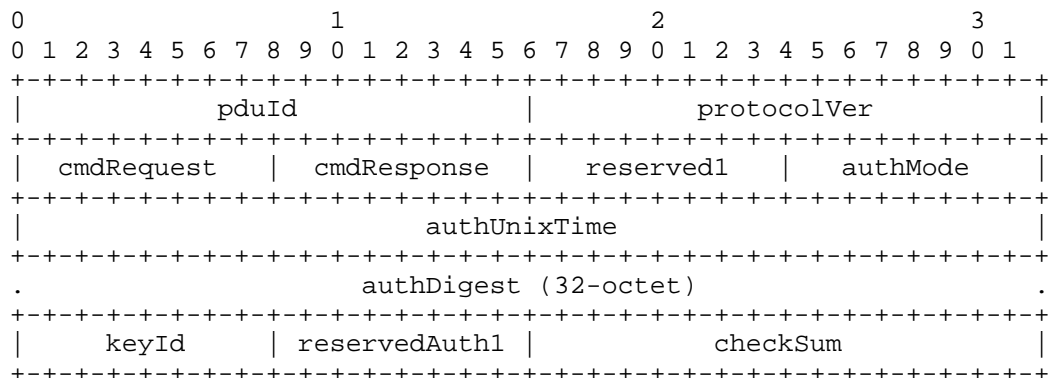 0                   1                   2                   3
0 1 2 3 4 5 6 7 8 9 0 1 2 3 4 5 6 7 8 9 0 1 2 3 4 5 6 7 8 9 0 1
+-+-+-+-+-+-+-+-+-+-+-+-+-+-+-+-+-+-+-+-+-+-+-+-+-+-+-+-+-+-+-+-+
|            pduId              |          protocolVer          |
+-+-+-+-+-+-+-+-+-+-+-+-+-+-+-+-+-+-+-+-+-+-+-+-+-+-+-+-+-+-+-+-+
|  cmdRequest   |  cmdResponse  |   reserved1   |   authMode    |
+-+-+-+-+-+-+-+-+-+-+-+-+-+-+-+-+-+-+-+-+-+-+-+-+-+-+-+-+-+-+-+-+
|                         authUnixTime                          |
+-+-+-+-+-+-+-+-+-+-+-+-+-+-+-+-+-+-+-+-+-+-+-+-+-+-+-+-+-+-+-+-+
.                     authDigest (32-octet)                     .
+-+-+-+-+-+-+-+-+-+-+-+-+-+-+-+-+-+-+-+-+-+-+-+-+-+-+-+-+-+-+-+-+
|     keyId     | reservedAuth1 |           checkSum            |
+-+-+-+-+-+-+-+-+-+-+-+-+-+-+-+-+-+-+-+-+-+-+-+-+-+-+-+-+-+-+-+-+